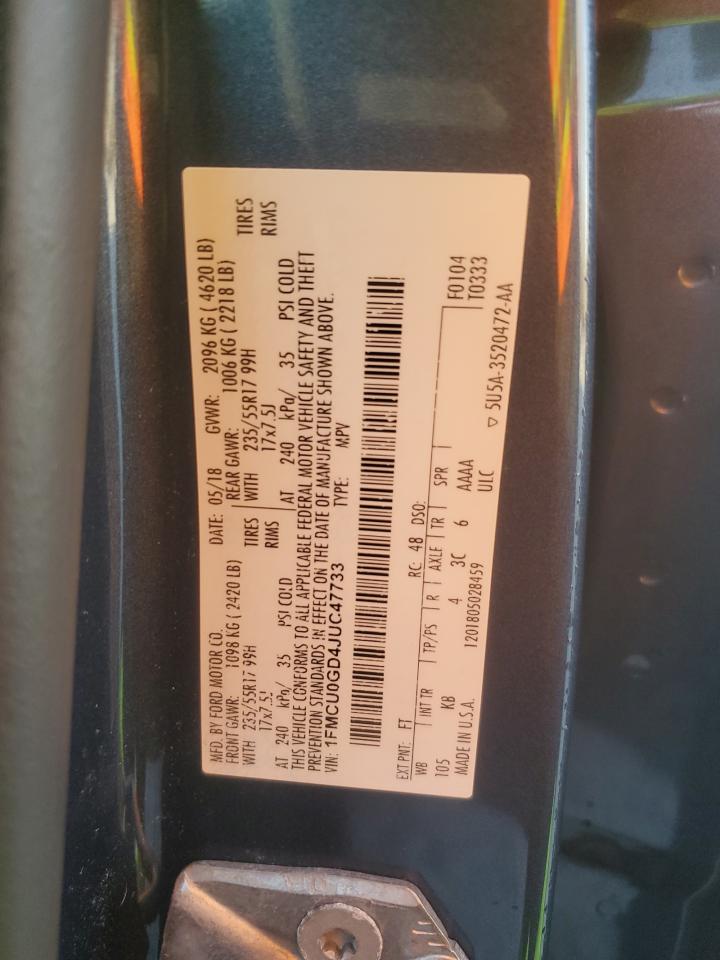 MFD. BY FORD MOTOR CO. DATE: 05/18 GVWR: 2096 KG ( 4620 LB)
FRONT GAWR: 1098 KG ( 2420 LB) REAR GAWR: 1006 KG ( 2218 LB)
WITH 235/55R17 99H TIRES WITH 235/55R17 99H TIRES
17x7.5J RIMS 17x7.5J RIMS
AT 240 kPa/ 35 PSI COLD AT 240 kPa/ 35 PSI COLD
THIS VEHICLE CONFORMS TO ALL APPLICABLE FEDERAL MOTOR VEHICLE SAFETY AND THEFT
PREVENTION STANDARDS IN EFFECT ON THE DATE OF MANUFACTURE SHOWN ABOVE.
VIN: 1FMCU0GD4JUC47733 TYPE: MPV
EXT PNT: FT RC: 48 DSO:
WB INT TR TP/PS R AXLE TR SPR F0104
105 KB 4 3C 6 AAAA T0333
MADE IN U.S.A. 1201805028459 ULC
▽ 5U5A-3520472-AA